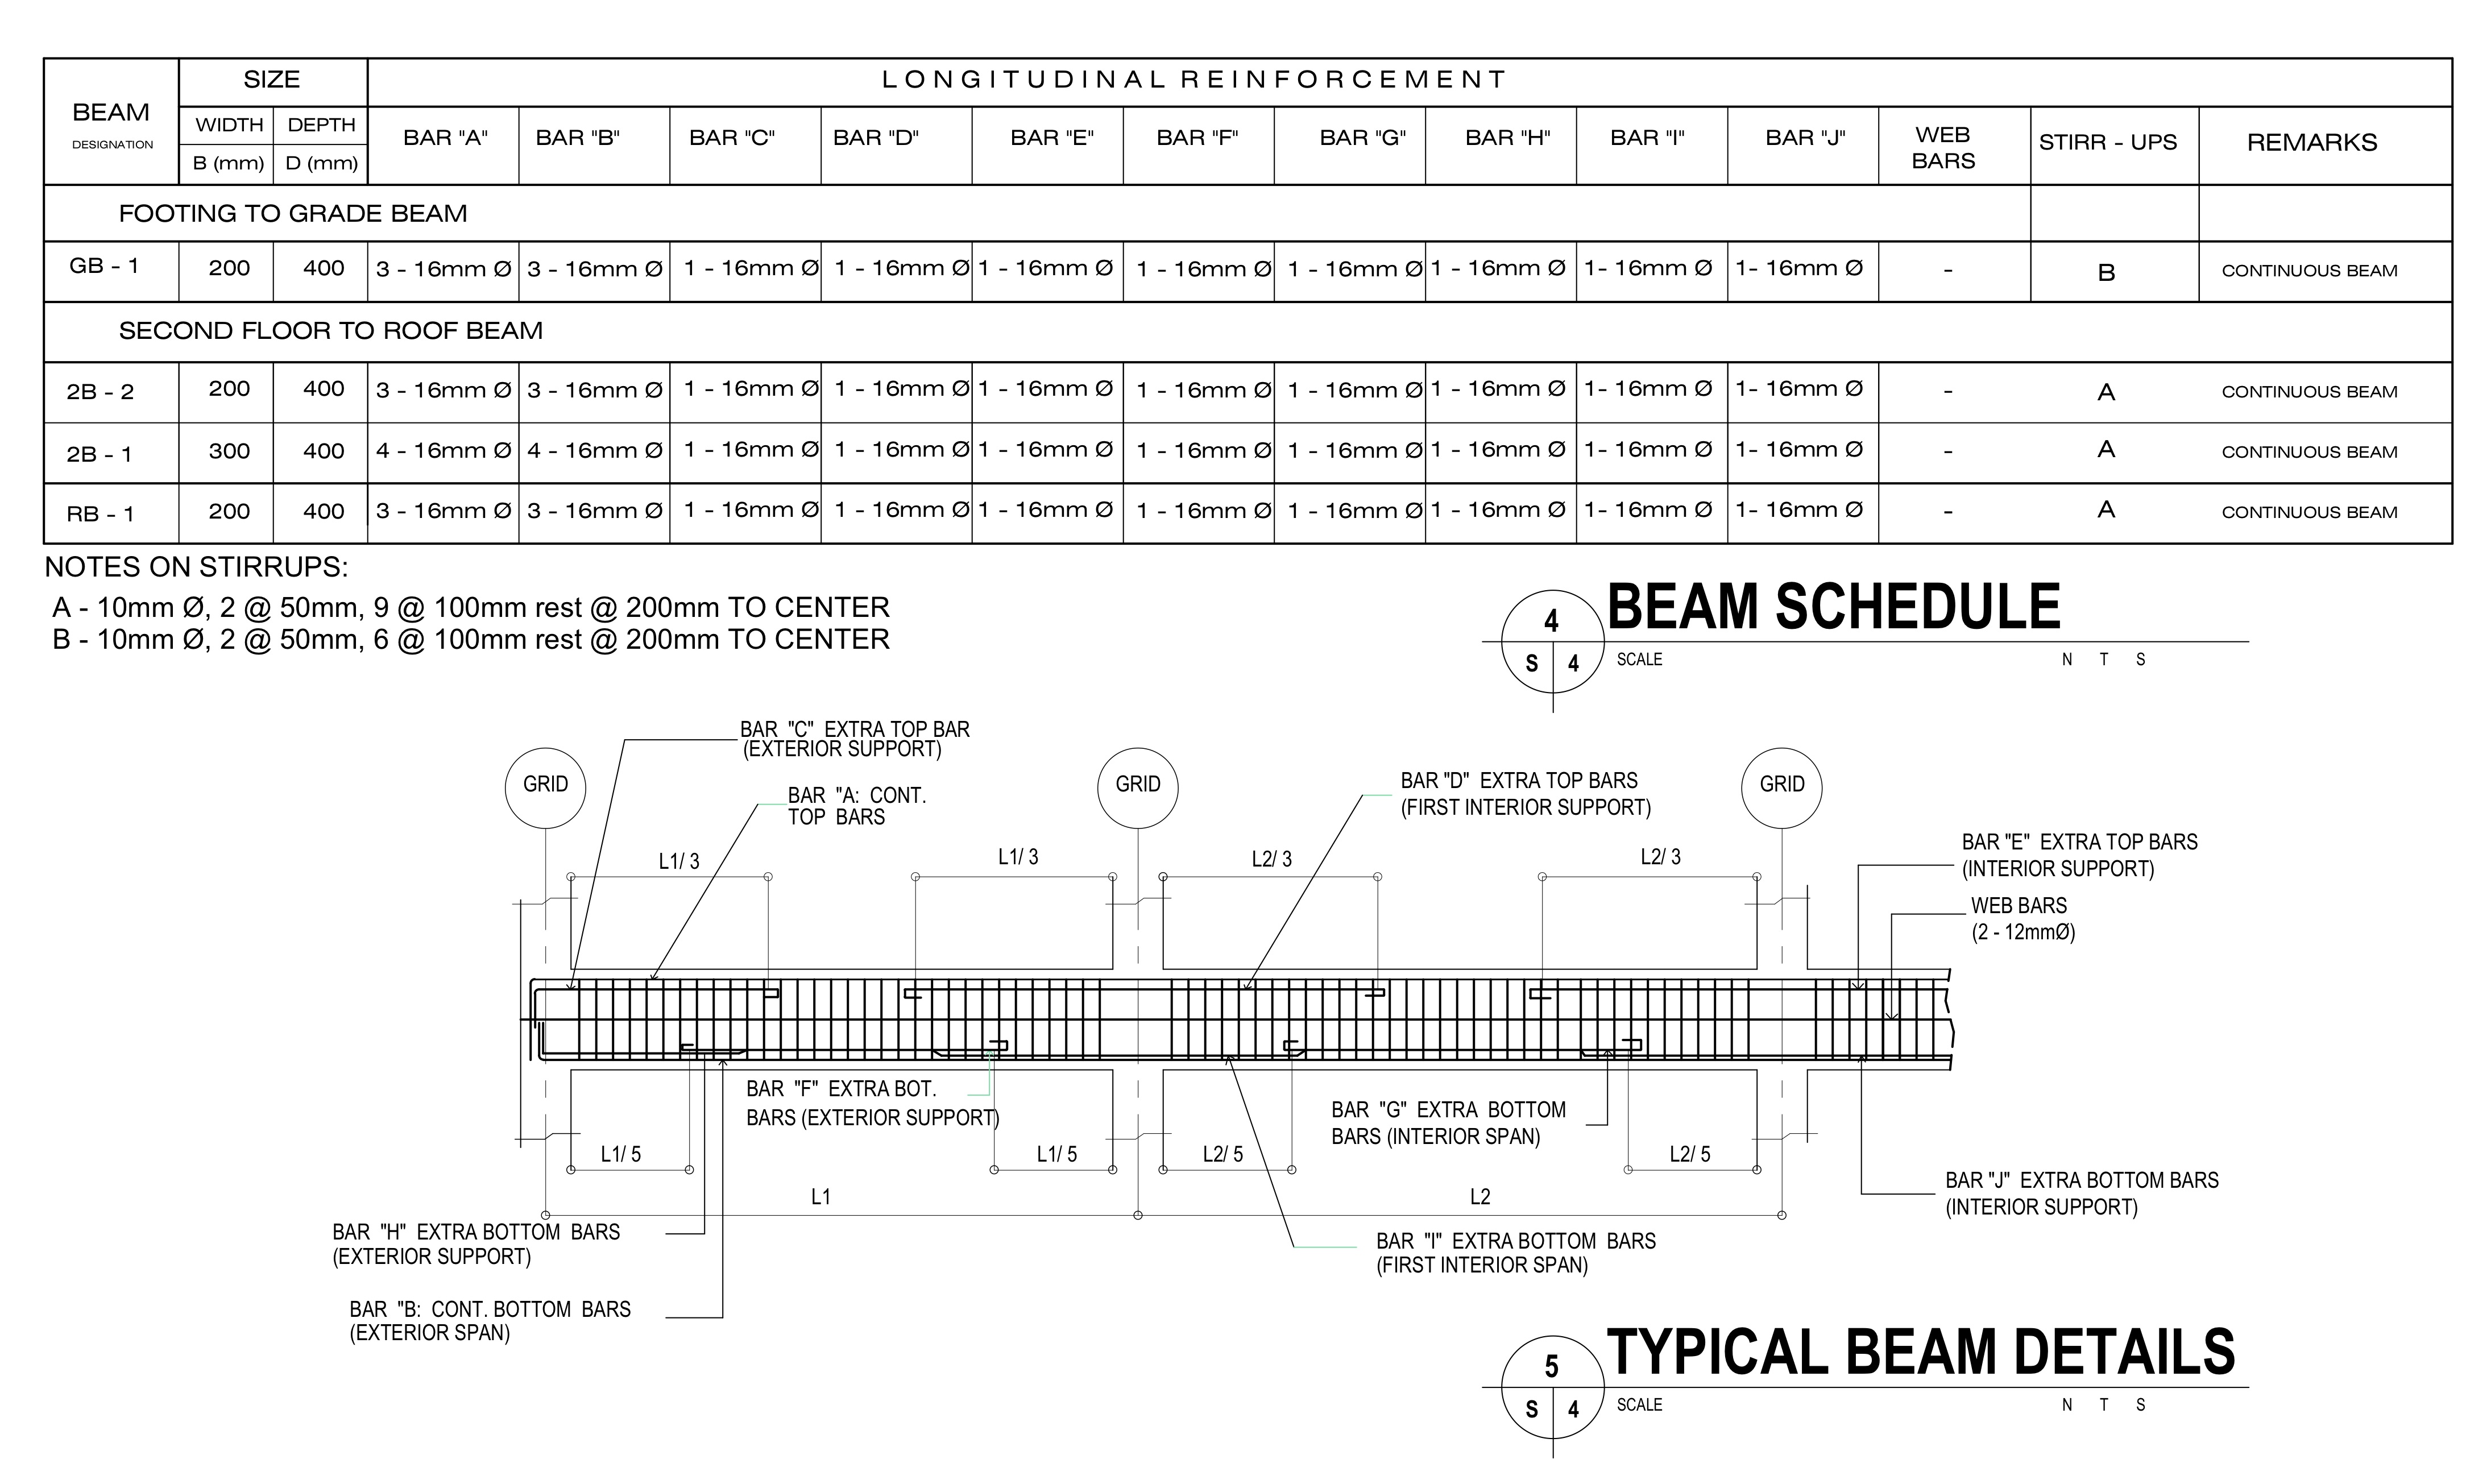 BEAM
DESIGNATION
SIZE
WIDTH DEPTH
B (mm) D (mm)
LONGITUDINAL REINFORCEMENT
BAR "A" BAR "B" BAR "C" BAR "D" BAR "E" BAR "F" BAR "G" BAR "H" BAR "I" BAR "J" WEB BARS STIRR - UPS REMARKS
FOOTING TO GRADE BEAM
GB - 1 200 400 3 - 16mm Ø 3 - 16mm Ø 1 - 16mm Ø 1 - 16mm Ø 1 - 16mm Ø 1 - 16mm Ø 1 - 16mm Ø 1 - 16mm Ø 1- 16mm Ø 1- 16mm Ø - B CONTINUOUS BEAM
SECOND FLOOR TO ROOF BEAM
2B - 2 200 400 3 - 16mm Ø 3 - 16mm Ø 1 - 16mm Ø 1 - 16mm Ø 1 - 16mm Ø 1 - 16mm Ø 1 - 16mm Ø 1 - 16mm Ø 1- 16mm Ø 1- 16mm Ø - A CONTINUOUS BEAM
2B - 1 300 400 4 - 16mm Ø 4 - 16mm Ø 1 - 16mm Ø 1 - 16mm Ø 1 - 16mm Ø 1 - 16mm Ø 1 - 16mm Ø 1 - 16mm Ø 1- 16mm Ø 1- 16mm Ø - A CONTINUOUS BEAM
RB - 1 200 400 3 - 16mm Ø 3 - 16mm Ø 1 - 16mm Ø 1 - 16mm Ø 1 - 16mm Ø 1 - 16mm Ø 1 - 16mm Ø 1 - 16mm Ø 1- 16mm Ø 1- 16mm Ø - A CONTINUOUS BEAM
NOTES ON STIRRUPS:
A - 10mm Ø, 2 @ 50mm, 9 @ 100mm rest @ 200mm TO CENTER
B - 10mm Ø, 2 @ 50mm, 6 @ 100mm rest @ 200mm TO CENTER
4
S 4
BEAM SCHEDULE
SCALE N T S
BAR "C" EXTRA TOP BAR
(EXTERIOR SUPPORT)
GRID
GRID
GRID
BAR "A: CONT.
TOP BARS
BAR "D" EXTRA TOP BARS
(FIRST INTERIOR SUPPORT)
BAR "E" EXTRA TOP BARS
(INTERIOR SUPPORT)
L1/ 3
L1/ 3
L2/ 3
L2/ 3
WEB BARS
(2 - 12mmØ)
BAR "F" EXTRA BOT.
BARS (EXTERIOR SUPPORT)
BAR "G" EXTRA BOTTOM
BARS (INTERIOR SPAN)
L1/ 5
L1/ 5
L2/ 5
L2/ 5
L1
L2
BAR "J" EXTRA BOTTOM BARS
(INTERIOR SUPPORT)
BAR "H" EXTRA BOTTOM BARS
(EXTERIOR SUPPORT)
BAR "I" EXTRA BOTTOM BARS
(FIRST INTERIOR SPAN)
BAR "B: CONT. BOTTOM BARS
(EXTERIOR SPAN)
5
S 4
TYPICAL BEAM DETAILS
SCALE N T S